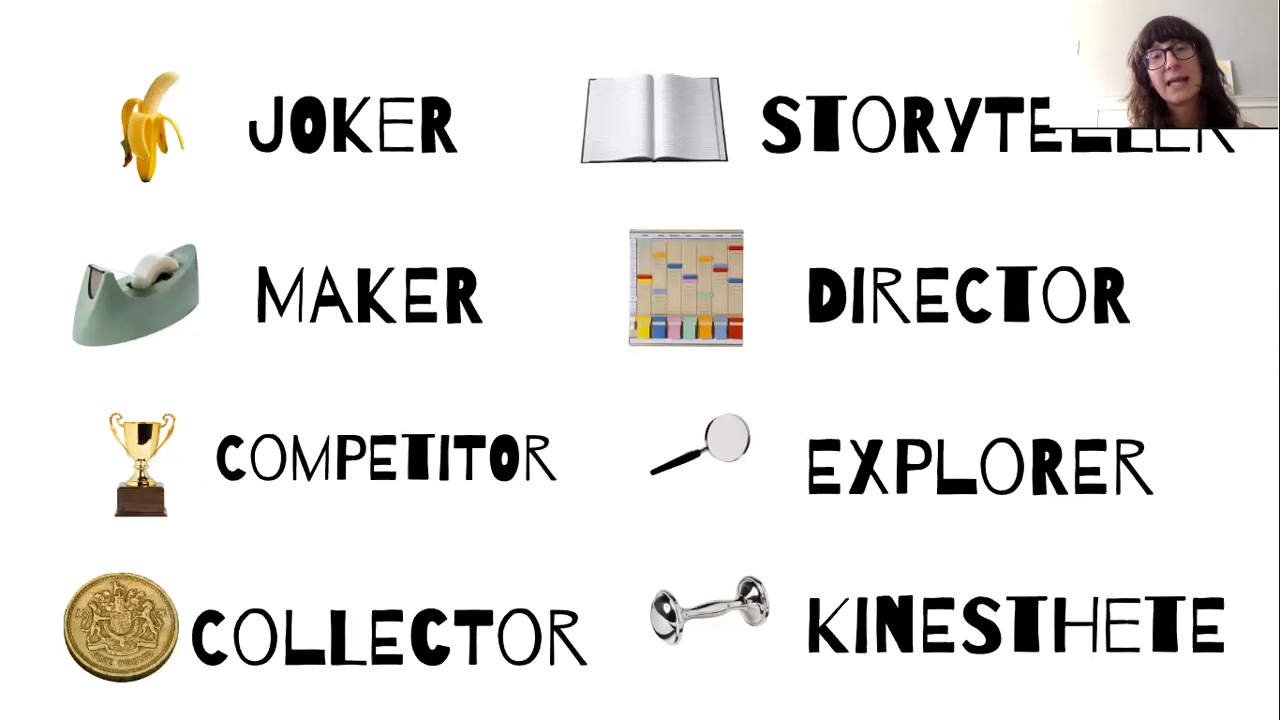 JOKER
STORYTELLER
MAKER
DIRECTOR
COMPETITOR
EXPLORER
COLLECTOR
KINESTHETE